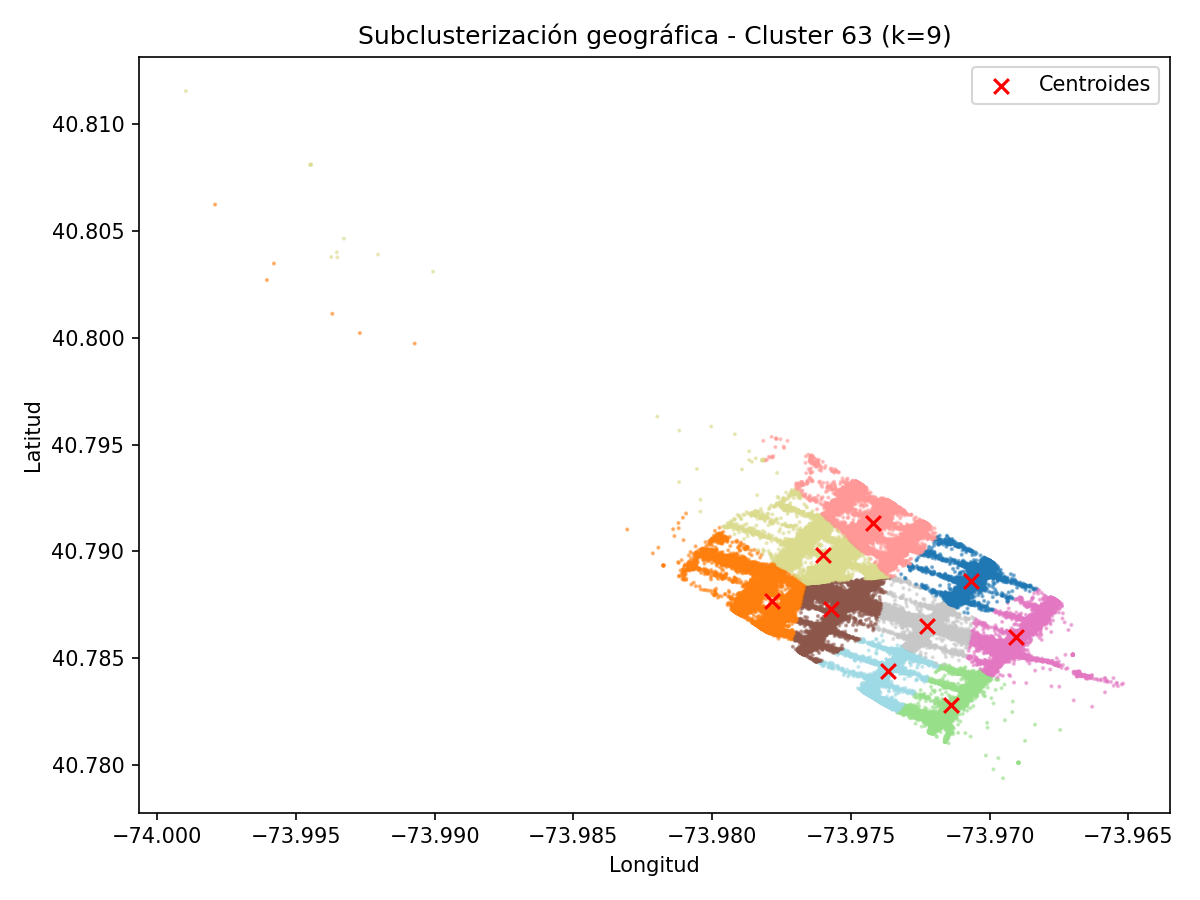 Subclusterización geográfica - Cluster 63 (k=9)
Centroides
40.810
40.805
40.800
40.795
40.790
40.785
40.780
Latitud
−74.000 −73.995 −73.990 −73.985 −73.980 −73.975 −73.970 −73.965
Longitud